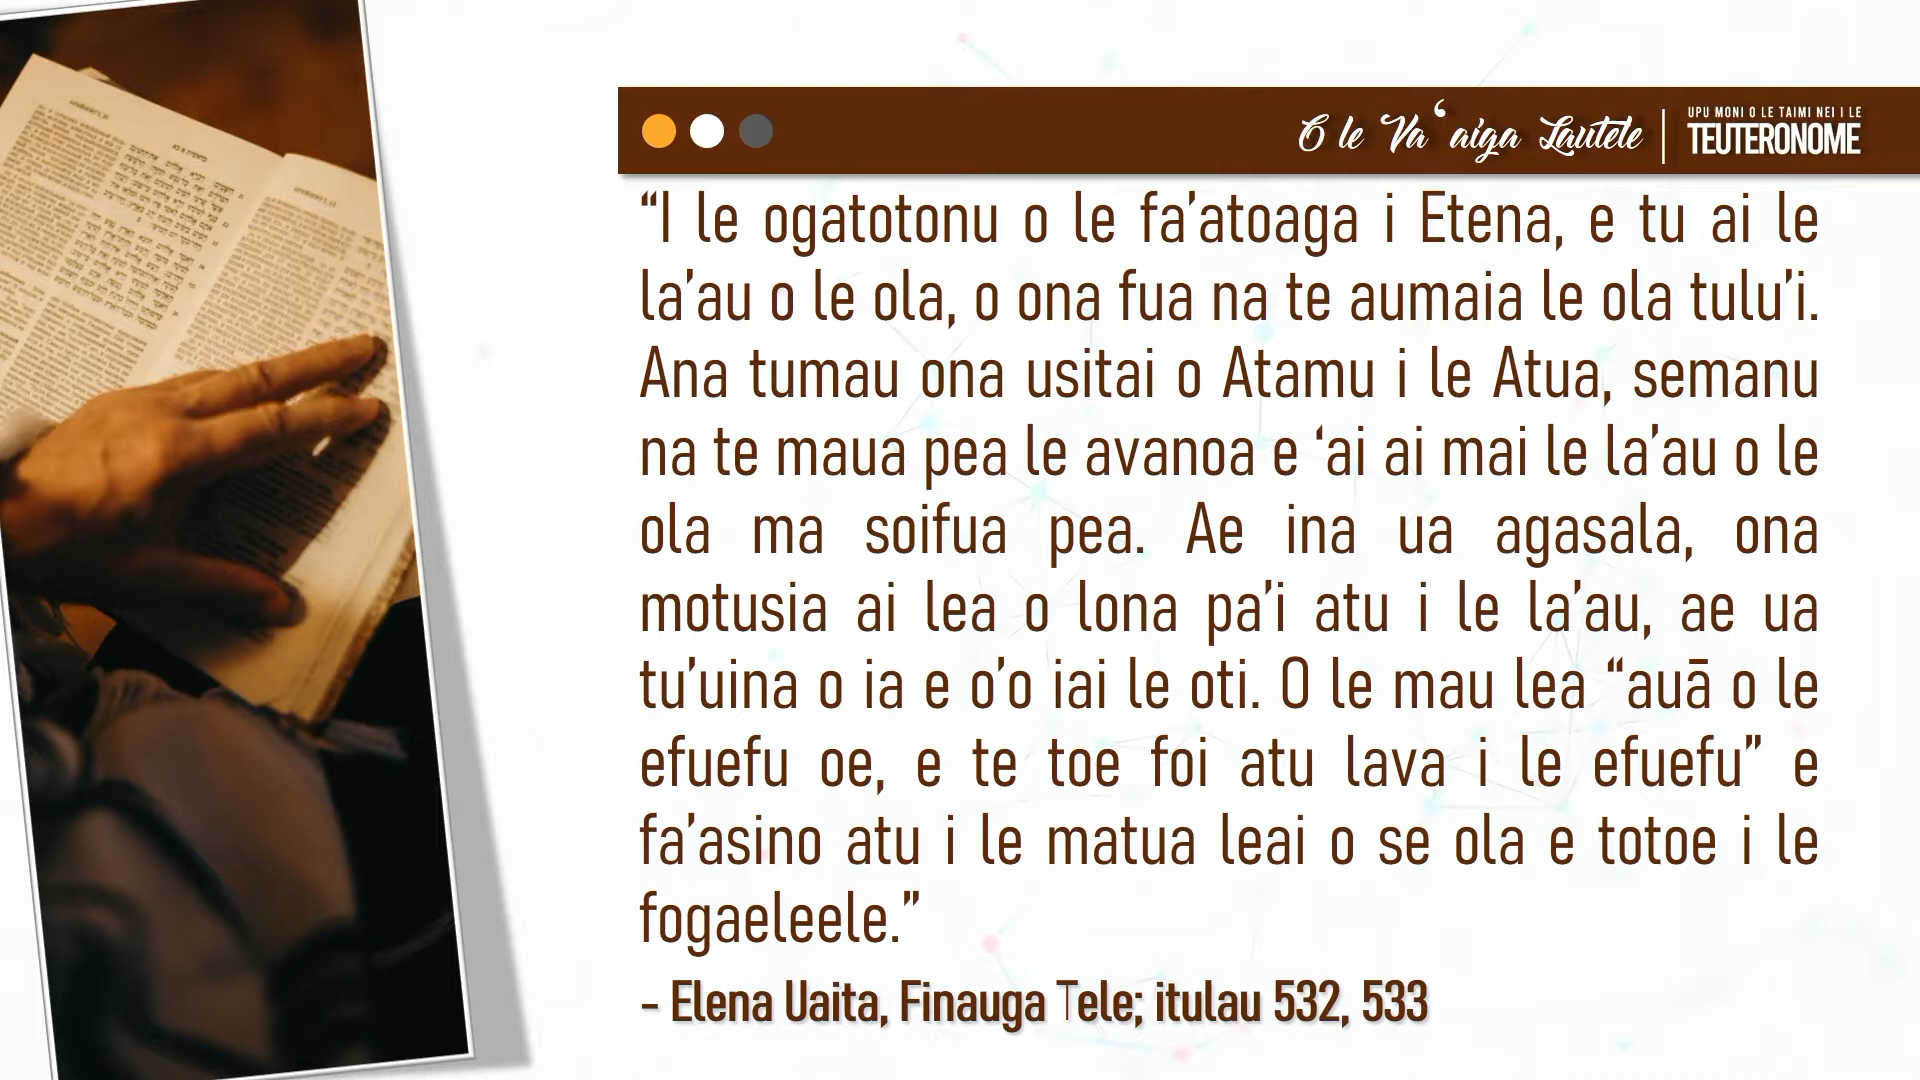 O le Va‘aiga Lautele
UPU MONI O LE TAIMI NEI I LE
TEUTERONOME
“I le ogatotonu o le fa’atoaga i Etena, e tu ai le
la’au o le ola, o ona fua na te aumaia le ola tulu’i.
Ana tumau ona usitai o Atamu i le Atua, semanu
na te maua pea le avanoa e ‘ai ai mai le la’au o le
ola ma soifua pea. Ae ina ua agasala, ona
motusia ai lea o lona pa’i atu i le la’au, ae ua
tu’uina o ia e o’o iai le oti. O le mau lea “auā o le
efuefu oe, e te toe foi atu lava i le efuefu” e
fa’asino atu i le matua leai o se ola e totoe i le
fogaeleele.”
– Elena Uaita, Finauga Tele; itulau 532, 533